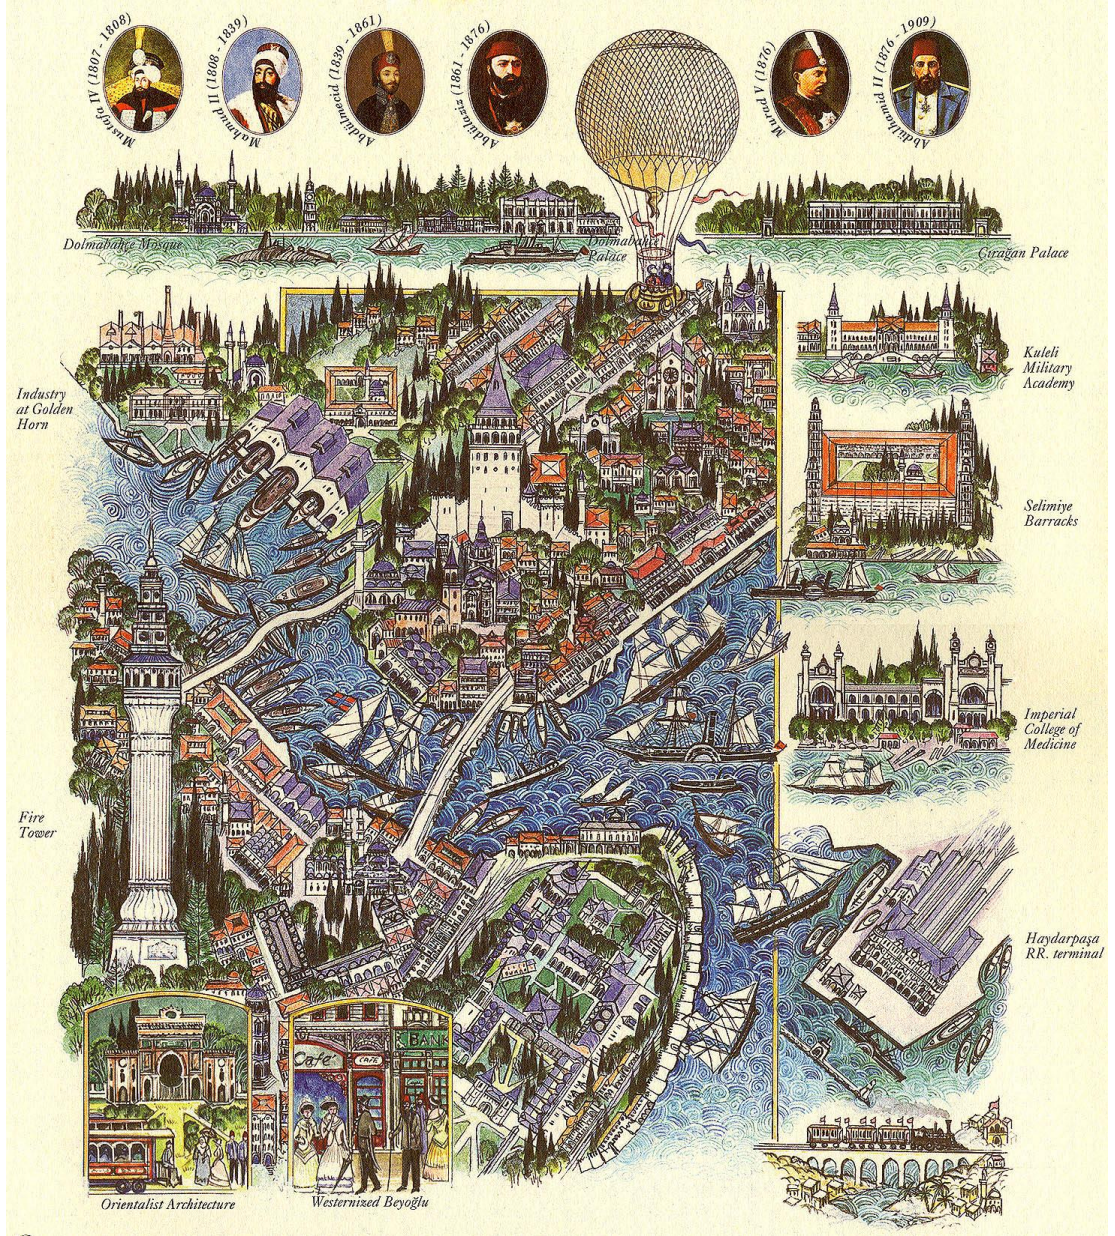 Mustafa IV (1807 - 1808)
Mahmud II (1808 - 1839)
Abdülmecid (1839 - 1861)
Abdülaziz (1861 - 1876)
Murad V (1876)
Abdülhamid II (1876 - 1909)
Dolmabahçe Mosque
Dolmabahçe
Palace
Çırağan Palace
Industry
at Golden
Horn
Kuleli
Military
Academy
Selimiye
Barracks
Imperial
College of
Medicine
Fire
Tower
Haydarpaşa
RR. terminal
Café
CAFE
BANK
Orientalist Architecture
Westernized Beyoğlu